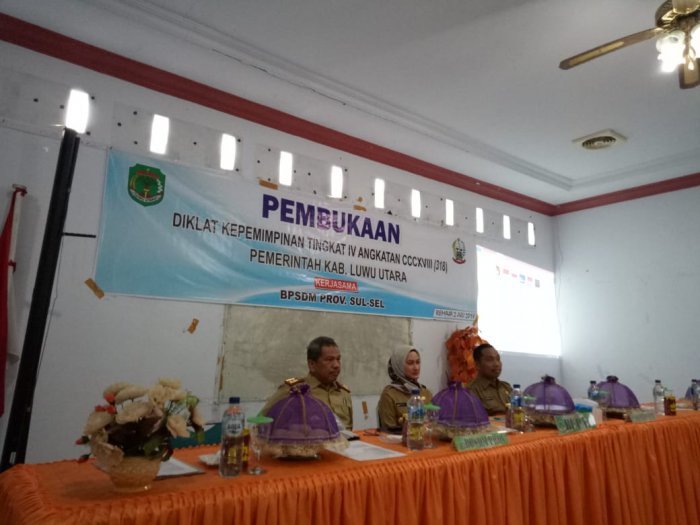 PEMBUKAAN
DIKLAT KEPEMIMPINAN TINGKAT IV ANGKATAN CCCXVIII (318)
PEMERINTAH KAB. LUWU UTARA
KERJASAMA
BPSDM PROV. SUL-SEL